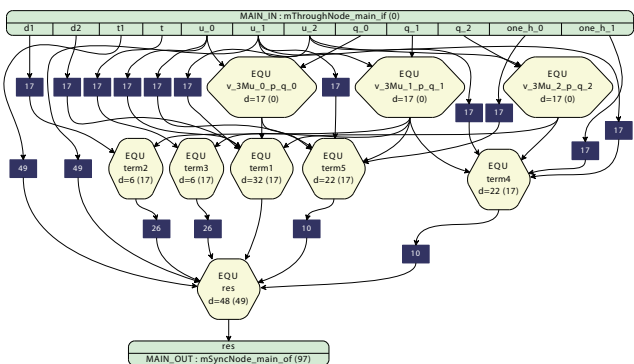 MAIN_IN : mThroughNode_main_if (0)
d1 d2 t1 t u_0 u_1 u_2 q_0 q_1 q_2 one_h_0 one_h_1
17 17 17 17 17 17 17 17 17 17
EQU
v_3Mu_0_p_q_0
d=17 (0)
EQU
v_3Mu_1_p_q_1
d=17 (0)
EQU
v_3Mu_2_p_q_2
d=17 (0)
49 49
EQU
term2
d=6 (17)
EQU
term3
d=6 (17)
EQU
term1
d=32 (17)
EQU
term5
d=22 (17)
EQU
term4
d=22 (17)
26 26 10
10
EQU
res
d=48 (49)
res
MAIN_OUT : mSyncNode_main_of (97)